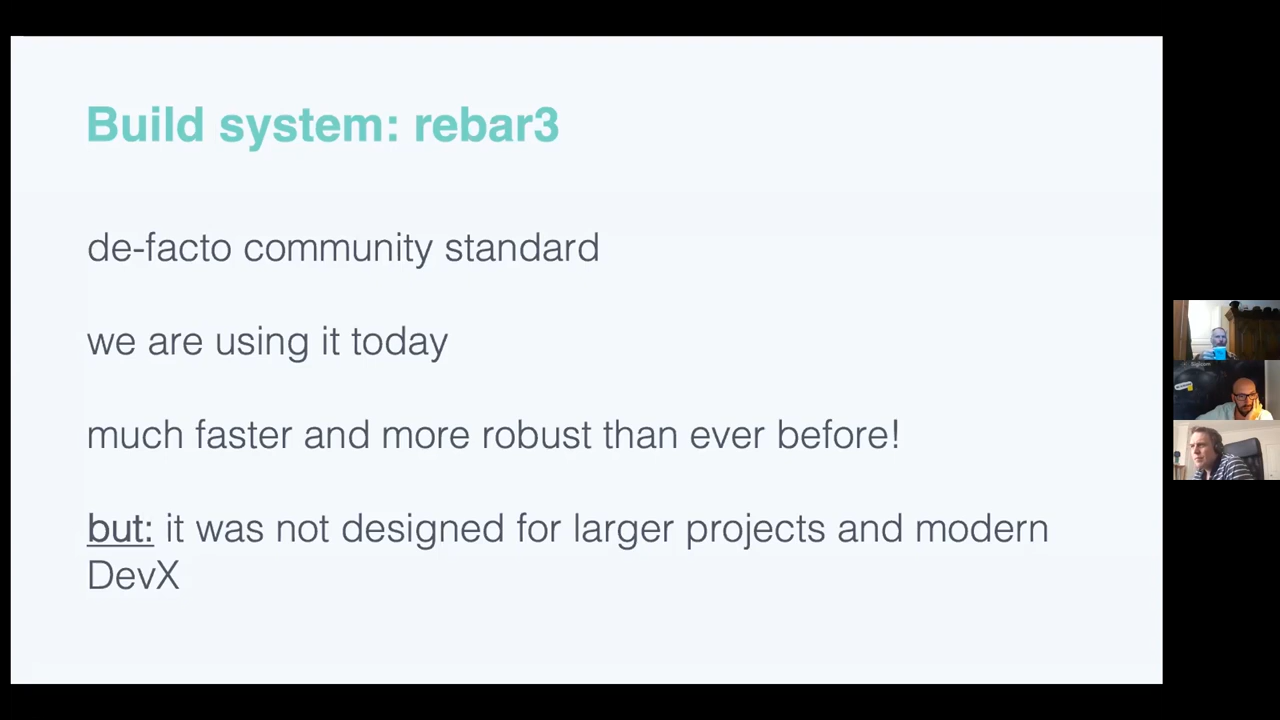 Build system: rebar3
de-facto community standard
we are using it today
much faster and more robust than ever before!
but: it was not designed for larger projects and modern
DevX